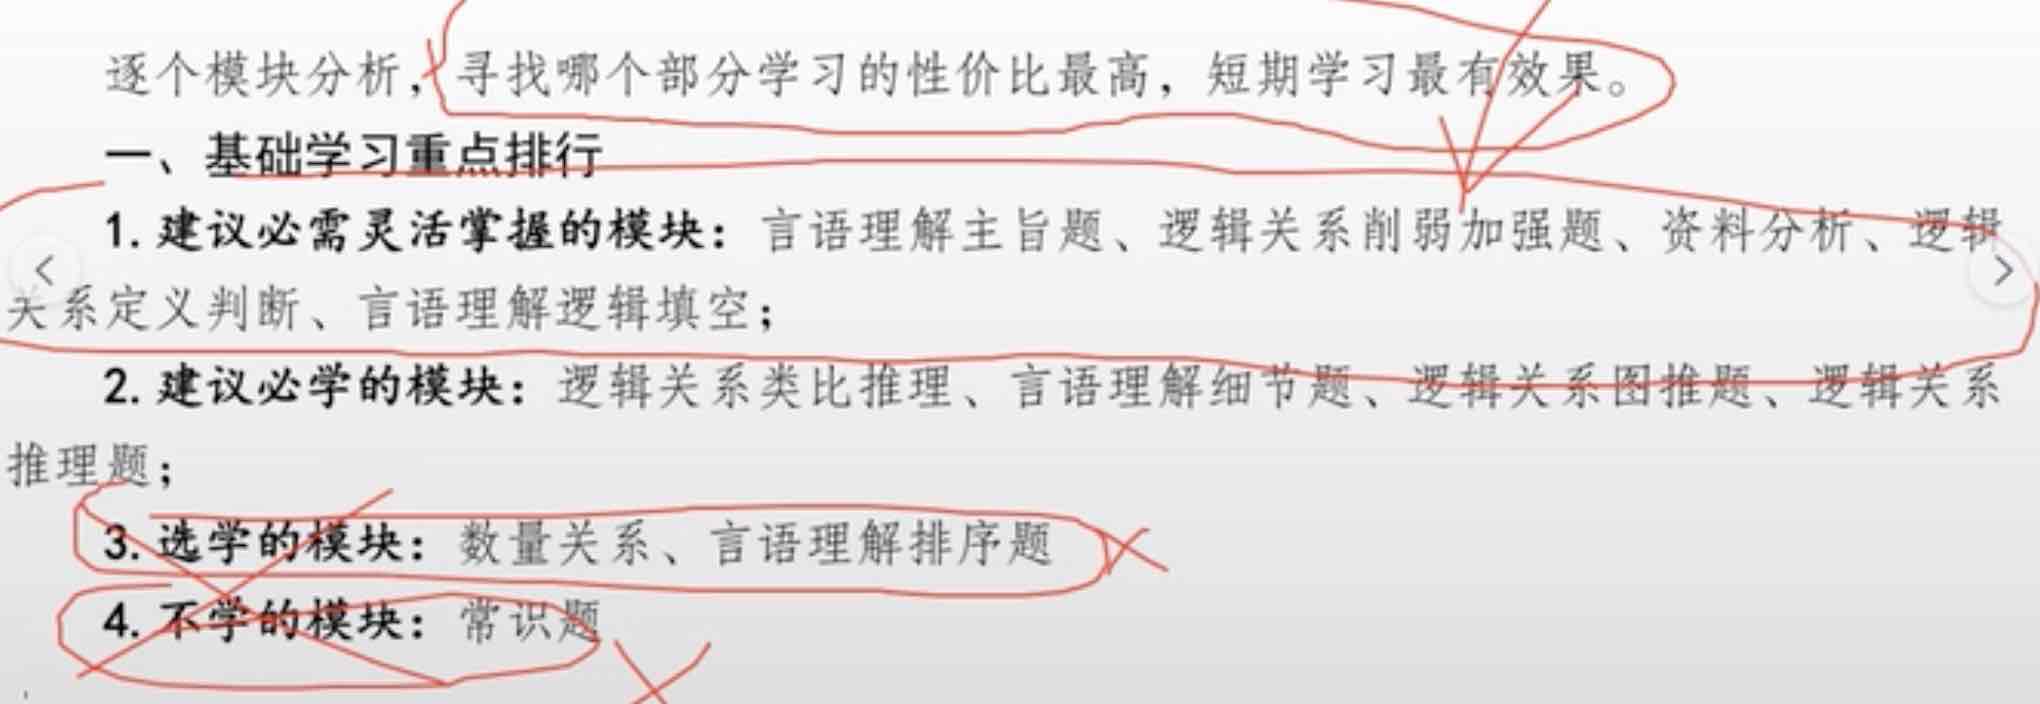 逐个模块分析，寻找哪个部分学习的性价比最高，短期学习最有效果。
一、基础学习重点排行
1.建议必需灵活掌握的模块：言语理解主旨题、逻辑关系削弱加强题、资料分析、逻辑
关系定义判断、言语理解逻辑填空；
2.建议必学的模块：逻辑关系类比推理、言语理解细节题、逻辑关系图推题、逻辑关系
推理题；
3.选学的模块：数量关系、言语理解排序题
4.不学的模块：常识题